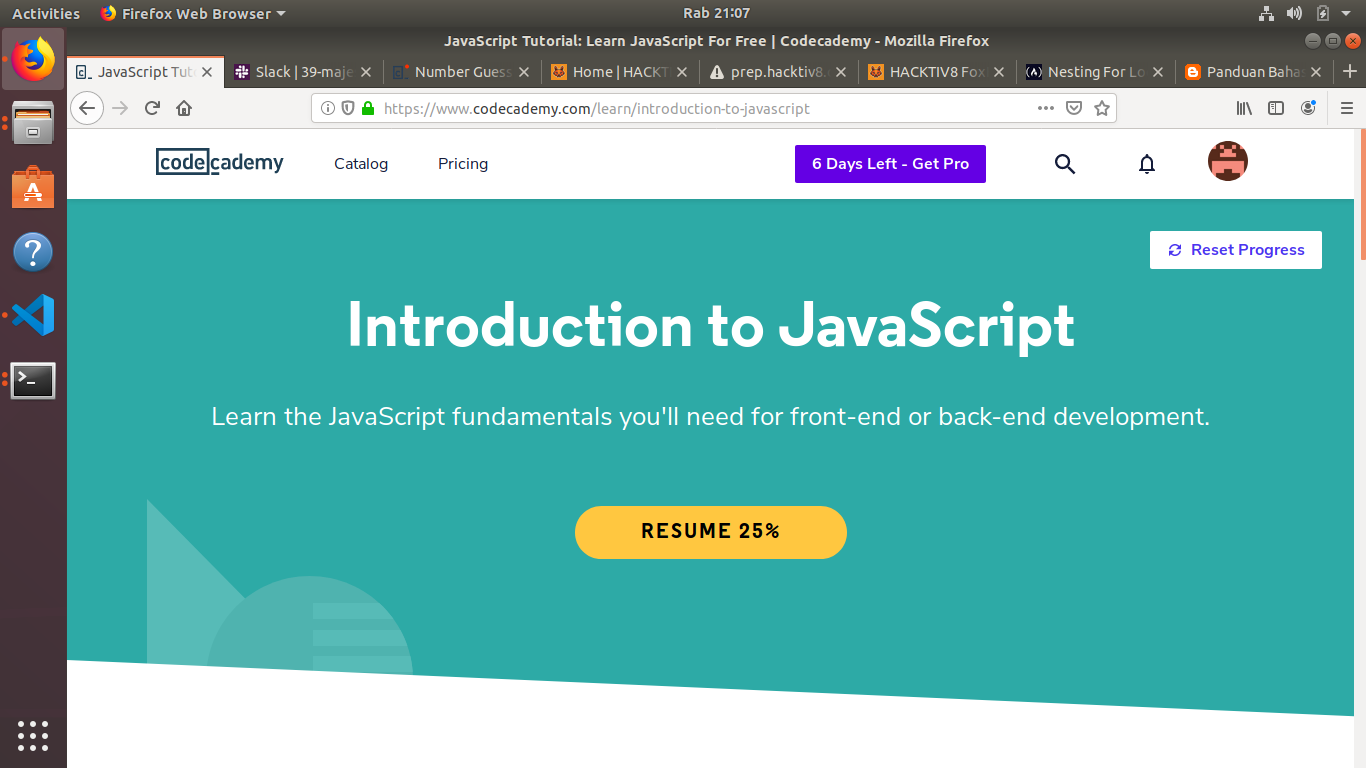 Activities
Firefox Web Browser
Rab 21:07
JavaScript Tutorial: Learn JavaScript For Free | Codecademy - Mozilla Firefox
JavaScript Tut
Slack | 39-maje
Number Guess
Home | HACKT
prep.hacktiv8.
HACKTIV8 Fox
Nesting For Lo
Panduan Baha
https://www.codecademy.com/learn/introduction-to-javascript
codecademy
Catalog
Pricing
6 Days Left - Get Pro
Reset Progress
Introduction to JavaScript
Learn the JavaScript fundamentals you'll need for front-end or back-end development.
RESUME 25%